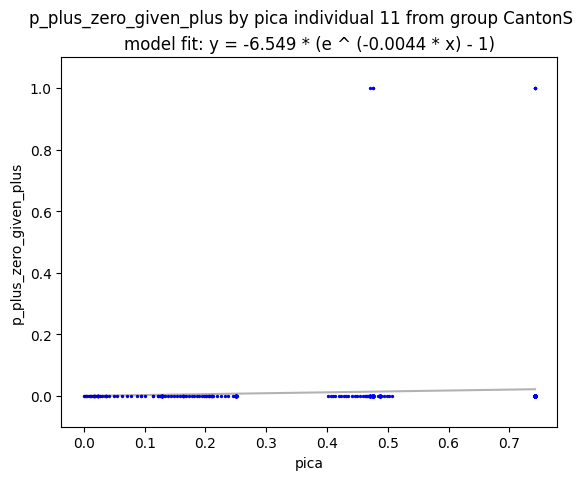 p_plus_zero_given_plus by pica individual 11 from group CantonS
model fit: y = -6.549 * (e ^ (-0.0044 * x) - 1)
p_plus_zero_given_plus
1.0
0.8
0.6
0.4
0.2
0.0
0.0 0.1 0.2 0.3 0.4 0.5 0.6 0.7
pica